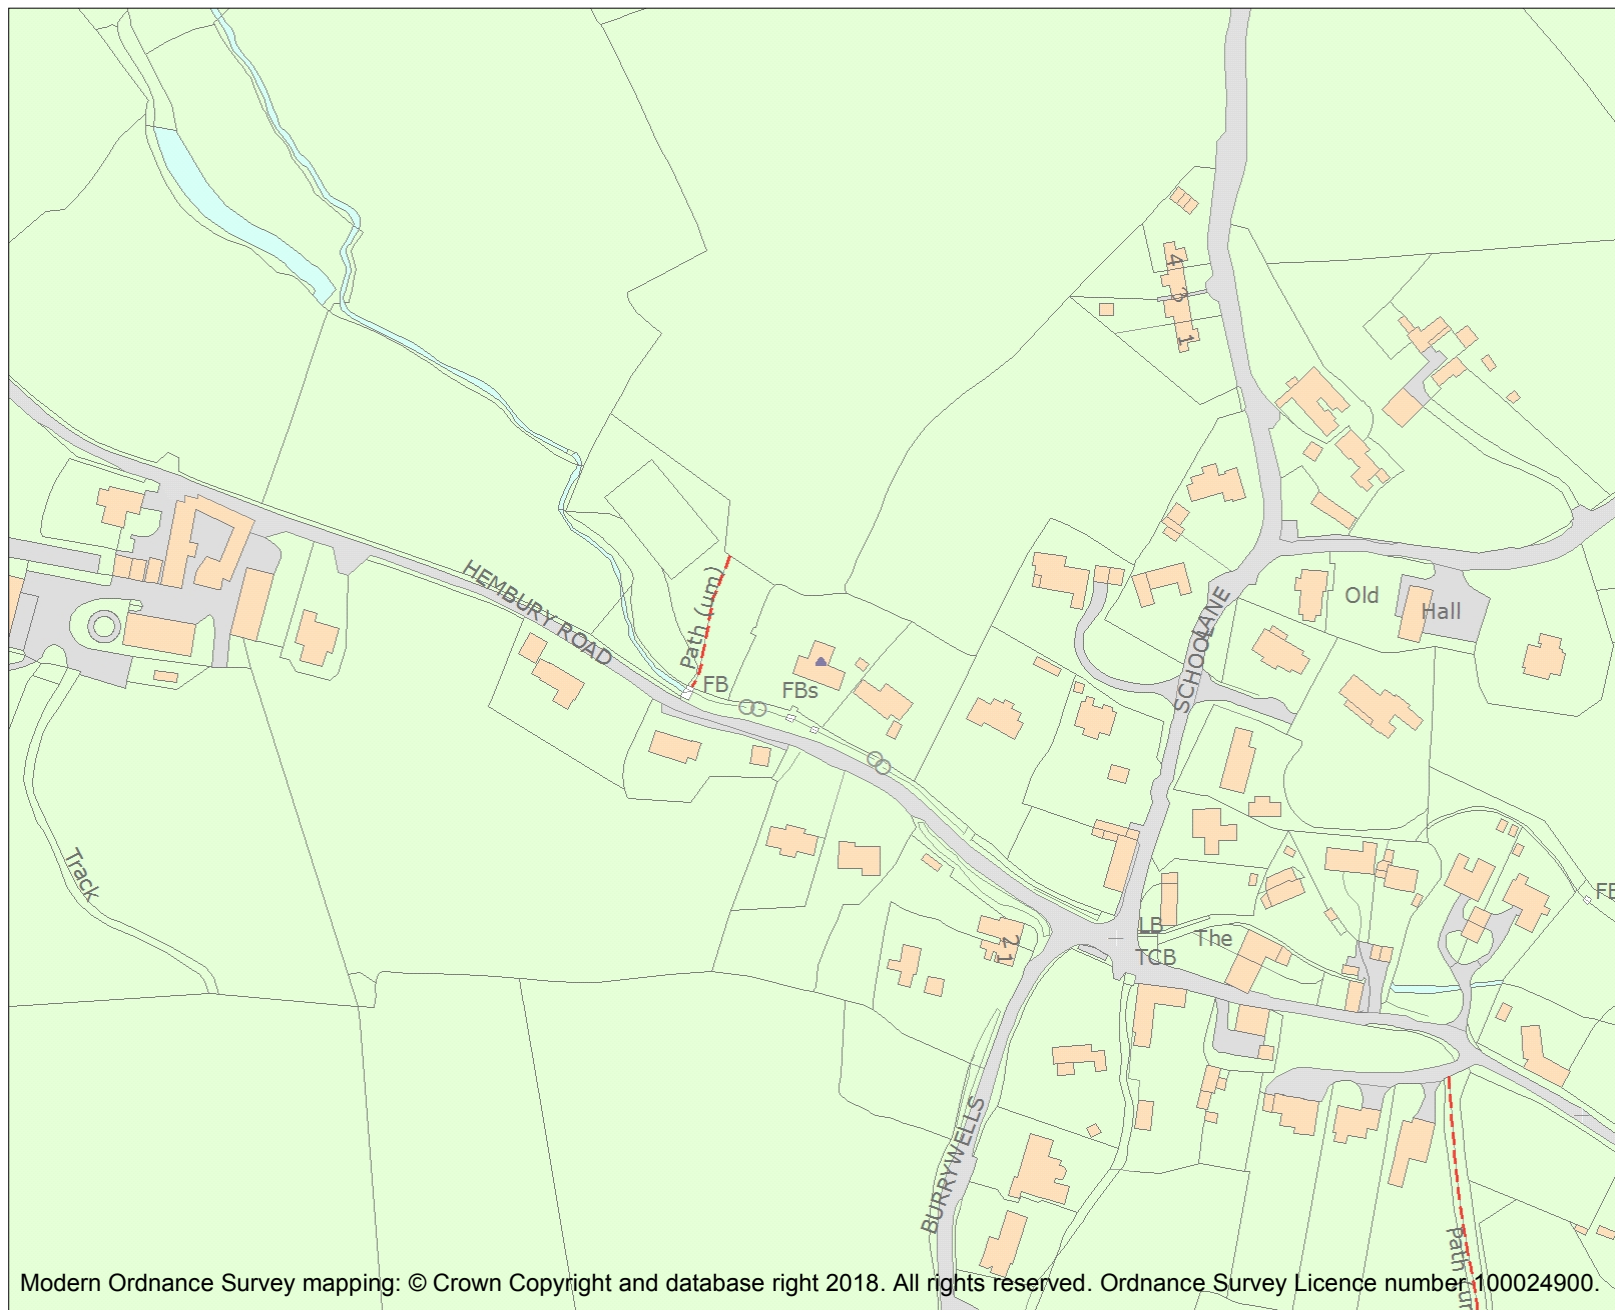 4
3
1
HEMBURY ROAD
Path (um)
FB
FBs
SCHOOLANE
Old
Hall
Track
FB
LB
The
TCB
2
1
BURRYWELLS
Path (um
Modern Ordnance Survey mapping: © Crown Copyright and database right 2018. All rights reserved. Ordnance Survey Licence number 100024900.